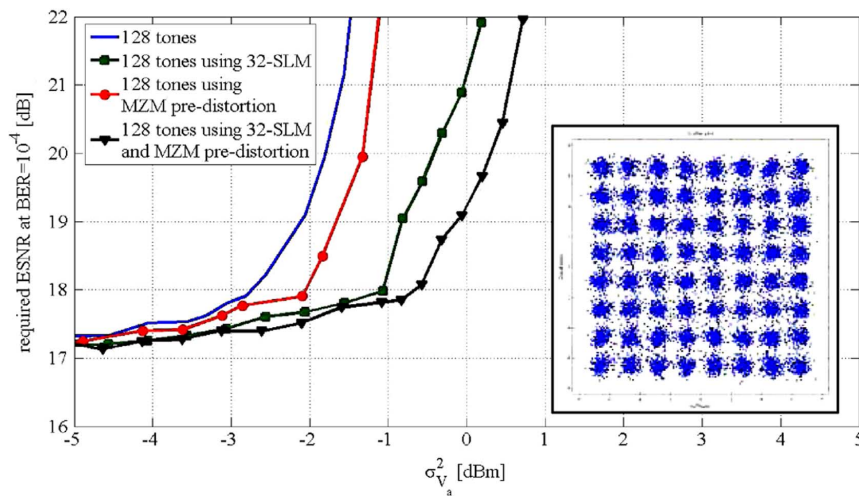 22
21
20
19
18
17
16
required ESNR at BER=10⁻⁴ [dB]
128 tones
128 tones using 32-SLM
128 tones using
MZM pre-distortion
128 tones using 32-SLM
and MZM pre-distortion
-5 -4 -3 -2 -1 0 1 2 3 4 5
σ²Vₐ [dBm]